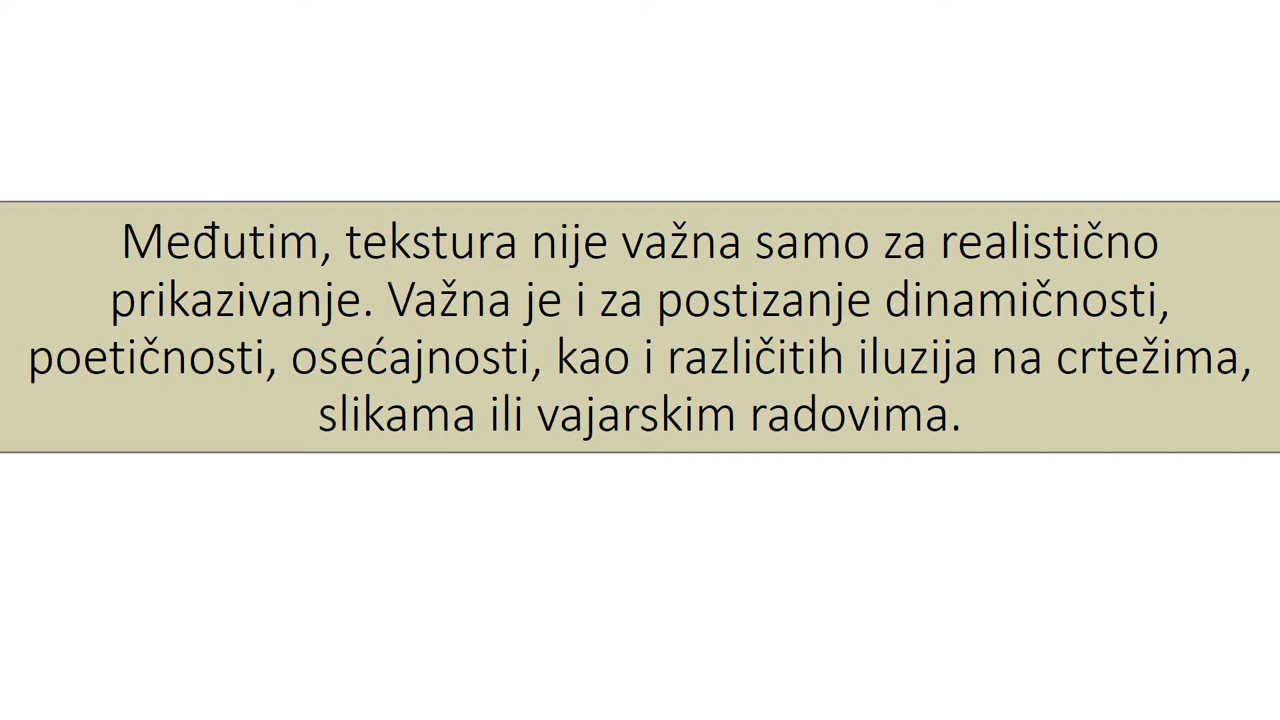 Međutim, tekstura nije važna samo za realistično
prikazivanje. Važna je i za postizanje dinamičnosti,
poetičnosti, osećajnosti, kao i različitih iluzija na crtežima,
slikama ili vajarskim radovima.